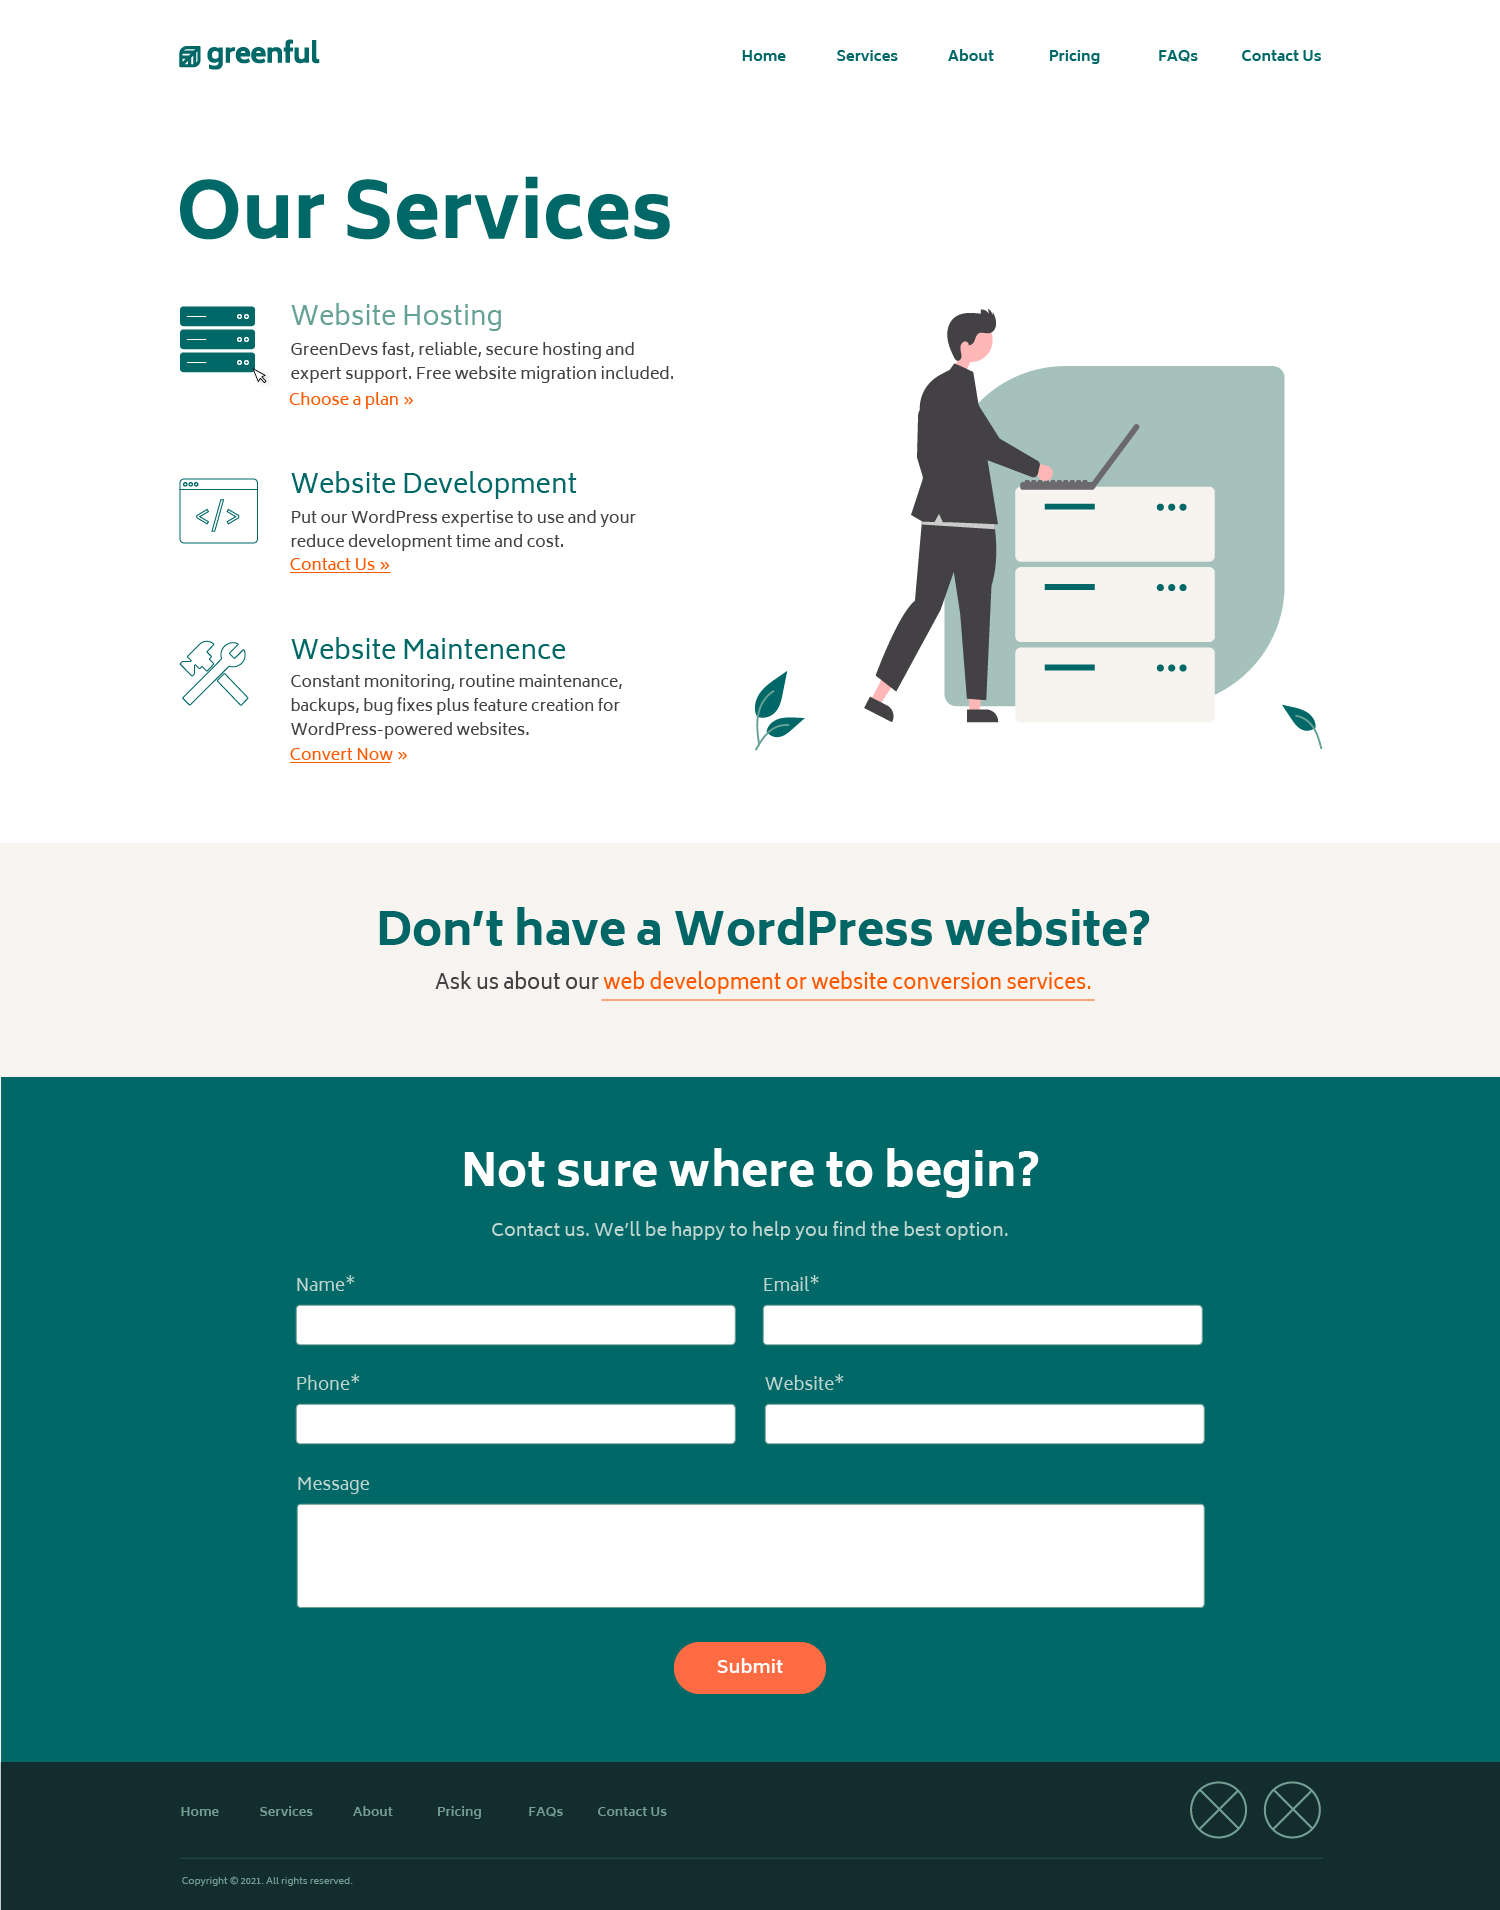 greenful
Home Services About Pricing FAQs Contact Us
Our Services
Website Hosting
GreenDevs fast, reliable, secure hosting and
expert support. Free website migration included.
Choose a plan »
Website Development
Put our WordPress expertise to use and your
reduce development time and cost.
Contact Us »
</>
Website Maintenence
Constant monitoring, routine maintenance,
backups, bug fixes plus feature creation for
WordPress-powered websites.
Convert Now »
Don’t have a WordPress website?
Ask us about our web development or website conversion services.
Not sure where to begin?
Contact us. We’ll be happy to help you find the best option.
Name* Email*
Phone* Website*
Message
Submit
Home Services About Pricing FAQs Contact Us
Copyright © 2021. All rights reserved.